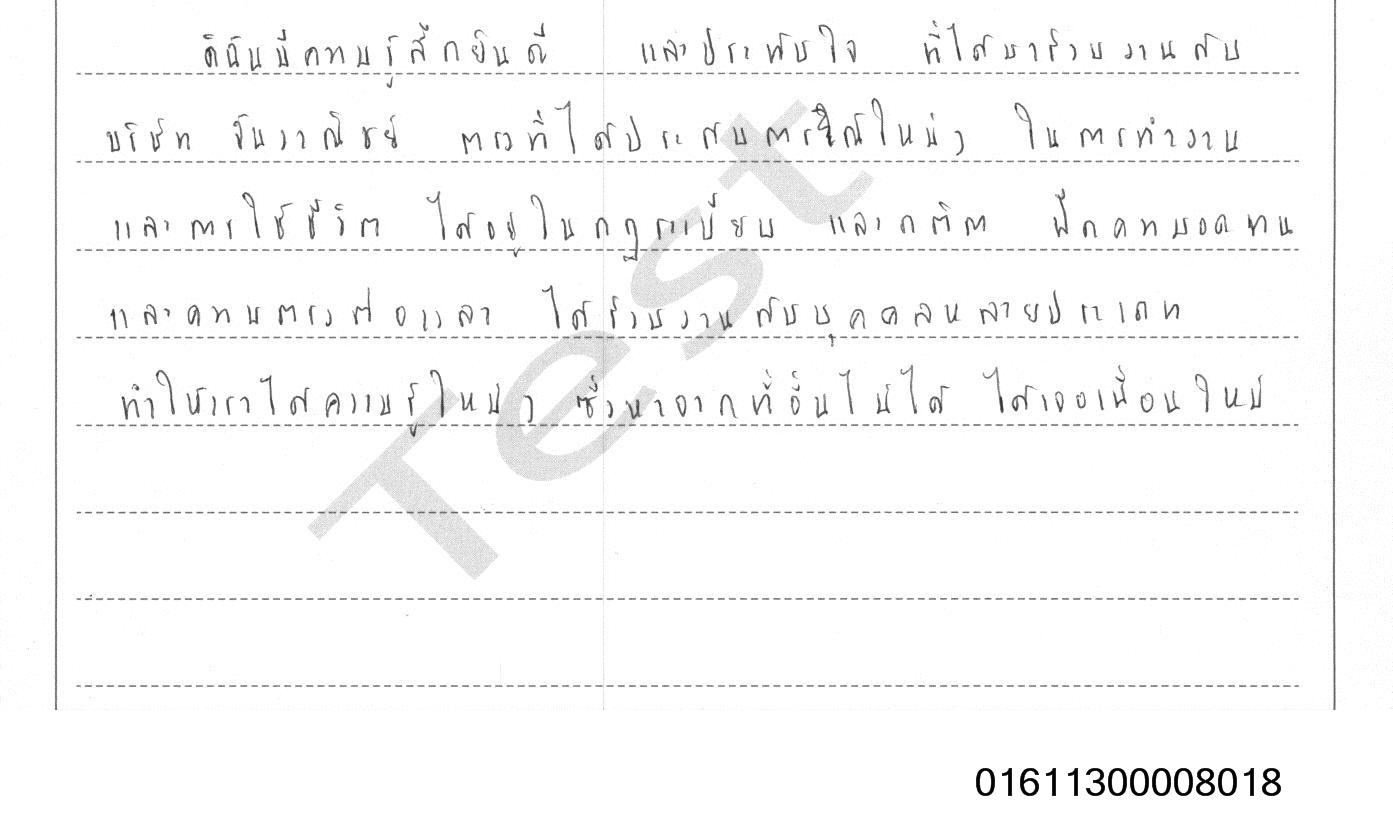 ดิฉันมีความรู้สึกยินดี และประทับใจ ที่ได้มาร่วมงานกับ
บริษัท จันวาณิชย์ ตรงที่ได้ประสบการณ์ใหม่ๆ ในการทำงาน
และการใช้ชีวิต ได้อยู่ในกฎระเบียบ และกติกา ฝึกความอดทน
และความตรงต่อเวลา ได้ร่วมงานกับบุคคลหลายประเภท
ทำให้เราได้ความรู้ใหม่ๆ ซึ่งหาจากที่อื่นไม่ได้ ได้เจอเพื่อนใหม่
Test
01611300008018